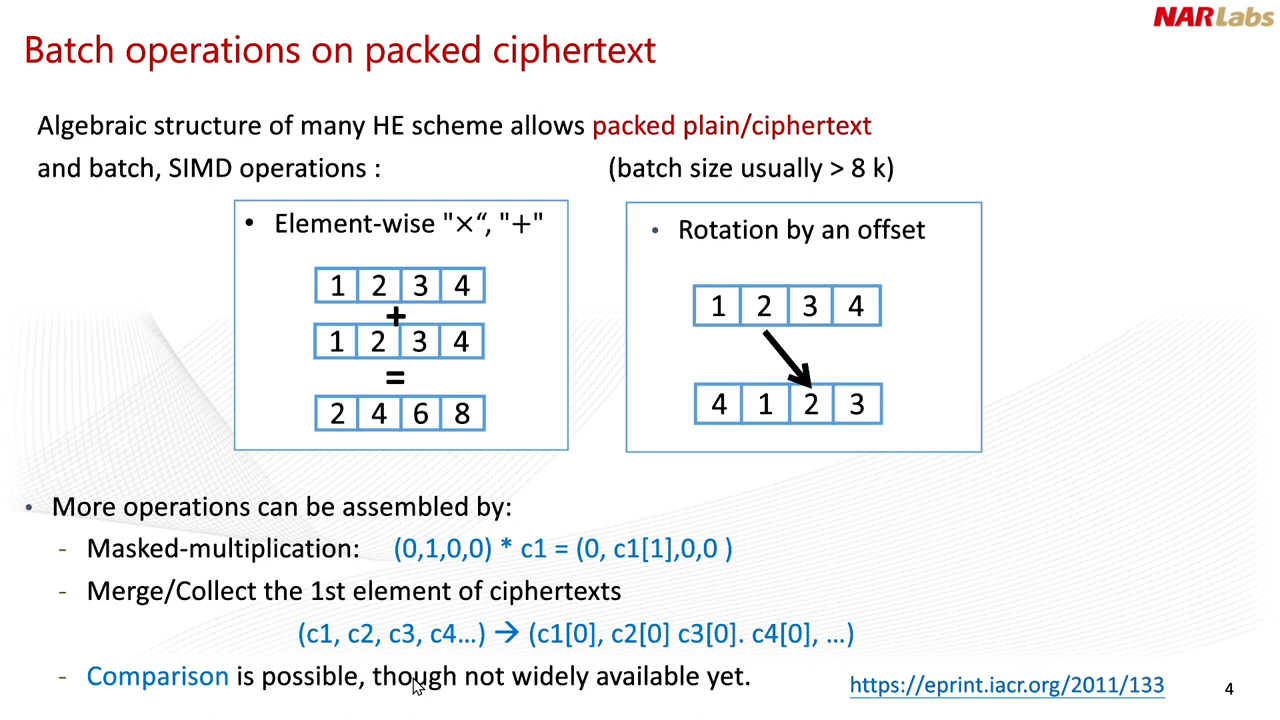 NARLabs
Batch operations on packed ciphertext
Algebraic structure of many HE scheme allows packed plain/ciphertext
and batch, SIMD operations : (batch size usually > 8 k)
• Element-wise "×“, "+"
1 2 3 4
+
1 2 3 4
=
2 4 6 8
• Rotation by an offset
1 2 3 4
4 1 2 3
• More operations can be assembled by:
- Masked-multiplication: (0,1,0,0) * c1 = (0, c1[1],0,0 )
- Merge/Collect the 1st element of ciphertexts
(c1, c2, c3, c4…) → (c1[0], c2[0] c3[0]. c4[0], …)
- Comparison is possible, though not widely available yet.
https://eprint.iacr.org/2011/133
4